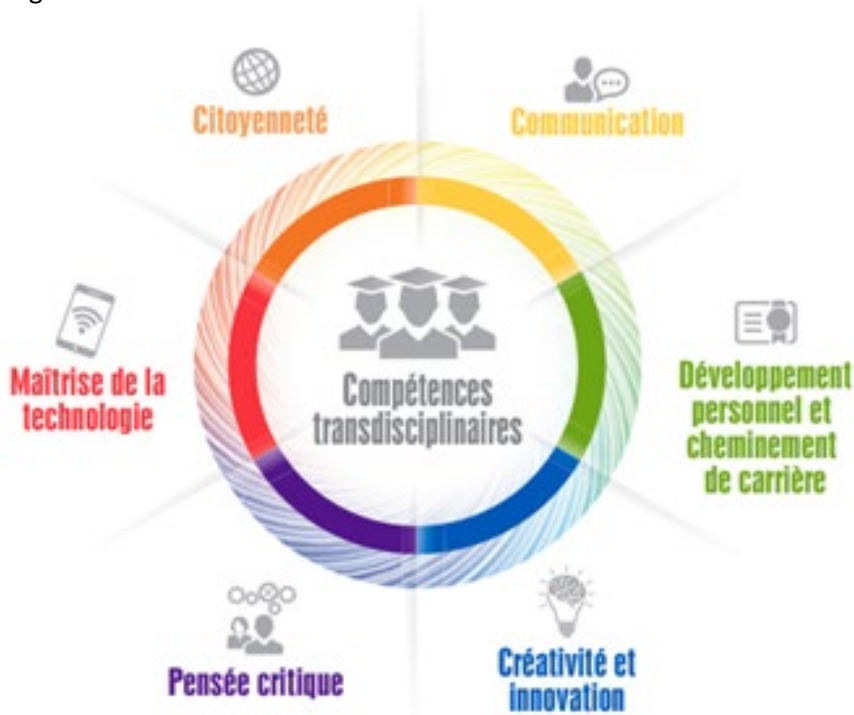 Citoyenneté
Communication
Maîtrise de la
technologie
Compétences
transdisciplinaires
Développement
personnel et
cheminement
de carrière
Pensée critique
Créativité et
innovation